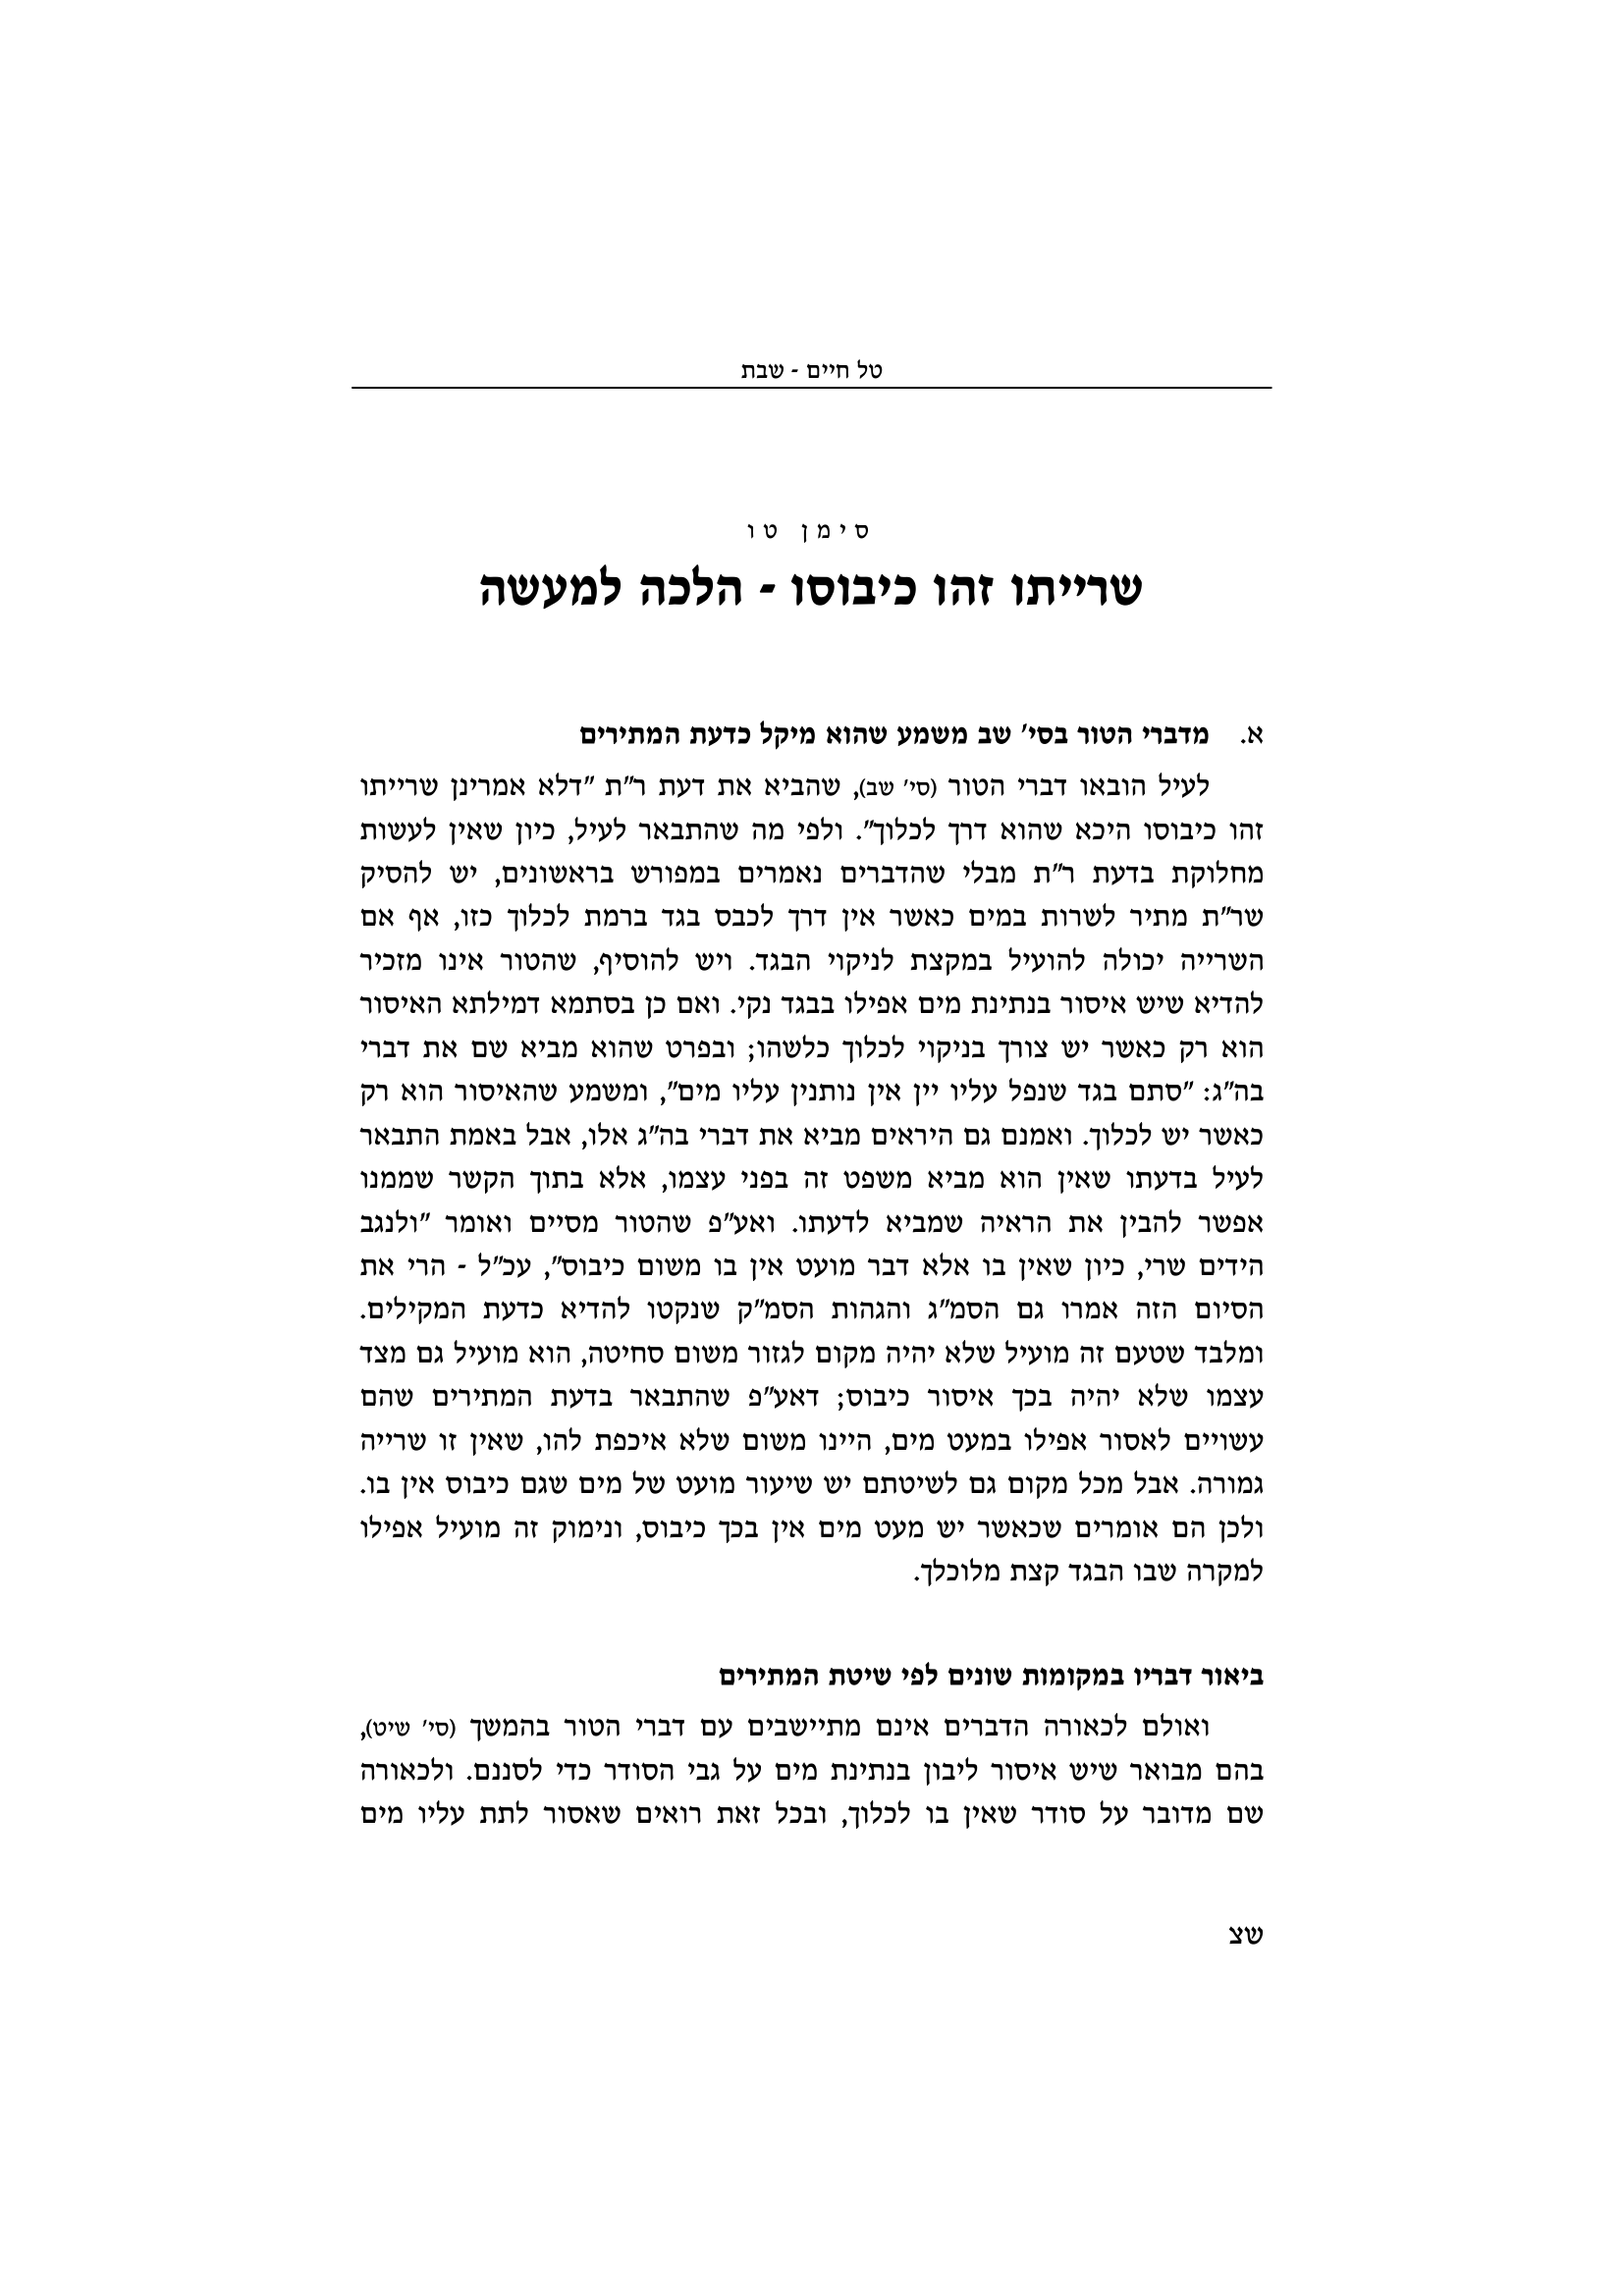 טל חיים - שבת
סימן טו
שרייתו זהו כיבוסו - הלכה למעשה
א. מדברי הטור בסי׳ שב משמע שהוא מיקל כדעת המתירים
לעיל הובאו דברי הטור (סי׳ שב), שהביא את דעת ר״ת ״דלא אמרינן שרייתו
זהו כיבוסו היכא שהוא דרך לכלוך״. ולפי מה שהתבאר לעיל, כיון שאין לעשות
מחלוקת בדעת ר״ת מבלי שהדברים נאמרים במפורש בראשונים, יש להסיק
שר״ת מתיר לשרות במים כאשר אין דרך לכבס בגד ברמת לכלוך כזו, אף אם
השרייה יכולה להועיל במקצת לניקוי הבגד. ויש להוסיף, שהטור אינו מזכיר
להדיא שיש איסור בנתינת מים אפילו בבגד נקי. ואם כן בסתמא דמילתא האיסור
הוא רק כאשר יש צורך בניקוי לכלוך כלשהו; ובפרט שהוא מביא שם את דברי
בה״ג: ״סתם בגד שנפל עליו יין אין נותנין עליו מים״, ומשמע שהאיסור הוא רק
כאשר יש לכלוך. ואמנם גם היראים מביא את דברי בה״ג אלו, אבל באמת התבאר
לעיל בדעתו שאין הוא מביא משפט זה בפני עצמו, אלא בתוך הקשר שממנו
אפשר להבין את הראיה שמביא לדעתו. ואע״פ שהטור מסיים ואומר ״ולנגב
הידים שרי, כיון שאין בו אלא דבר מועט אין בו משום כיבוס״, עכ״ל - הרי את
הסיום הזה אמרו גם הסמ״ג והגהות הסמ״ק שנקטו להדיא כדעת המקילים.
ומלבד שטעם זה מועיל שלא יהיה מקום לגזור משום סחיטה, הוא מועיל גם מצד
עצמו שלא יהיה בכך איסור כיבוס; דאע״פ שהתבאר בדעת המתירים שהם
עשויים לאסור אפילו במעט מים, היינו משום שלא איכפת להו, שאין זו שרייה
גמורה. אבל מכל מקום גם לשיטתם יש שיעור מועט של מים שגם כיבוס אין בו.
ולכן הם אומרים שכאשר יש מעט מים אין בכך כיבוס, ונימוק זה מועיל אפילו
למקרה שבו הבגד קצת מלוכלך.
ביאור דבריו במקומות שונים לפי שיטת המתירים
ואולם לכאורה הדברים אינם מתיישבים עם דברי הטור בהמשך (סי׳ שיט),
בהם מבואר שיש איסור ליבון בנתינת מים על גבי הסודר כדי לסננם. ולכאורה
שם מדובר על סודר שאין בו לכלוך, ובכל זאת רואים שאסור לתת עליו מים
שצ